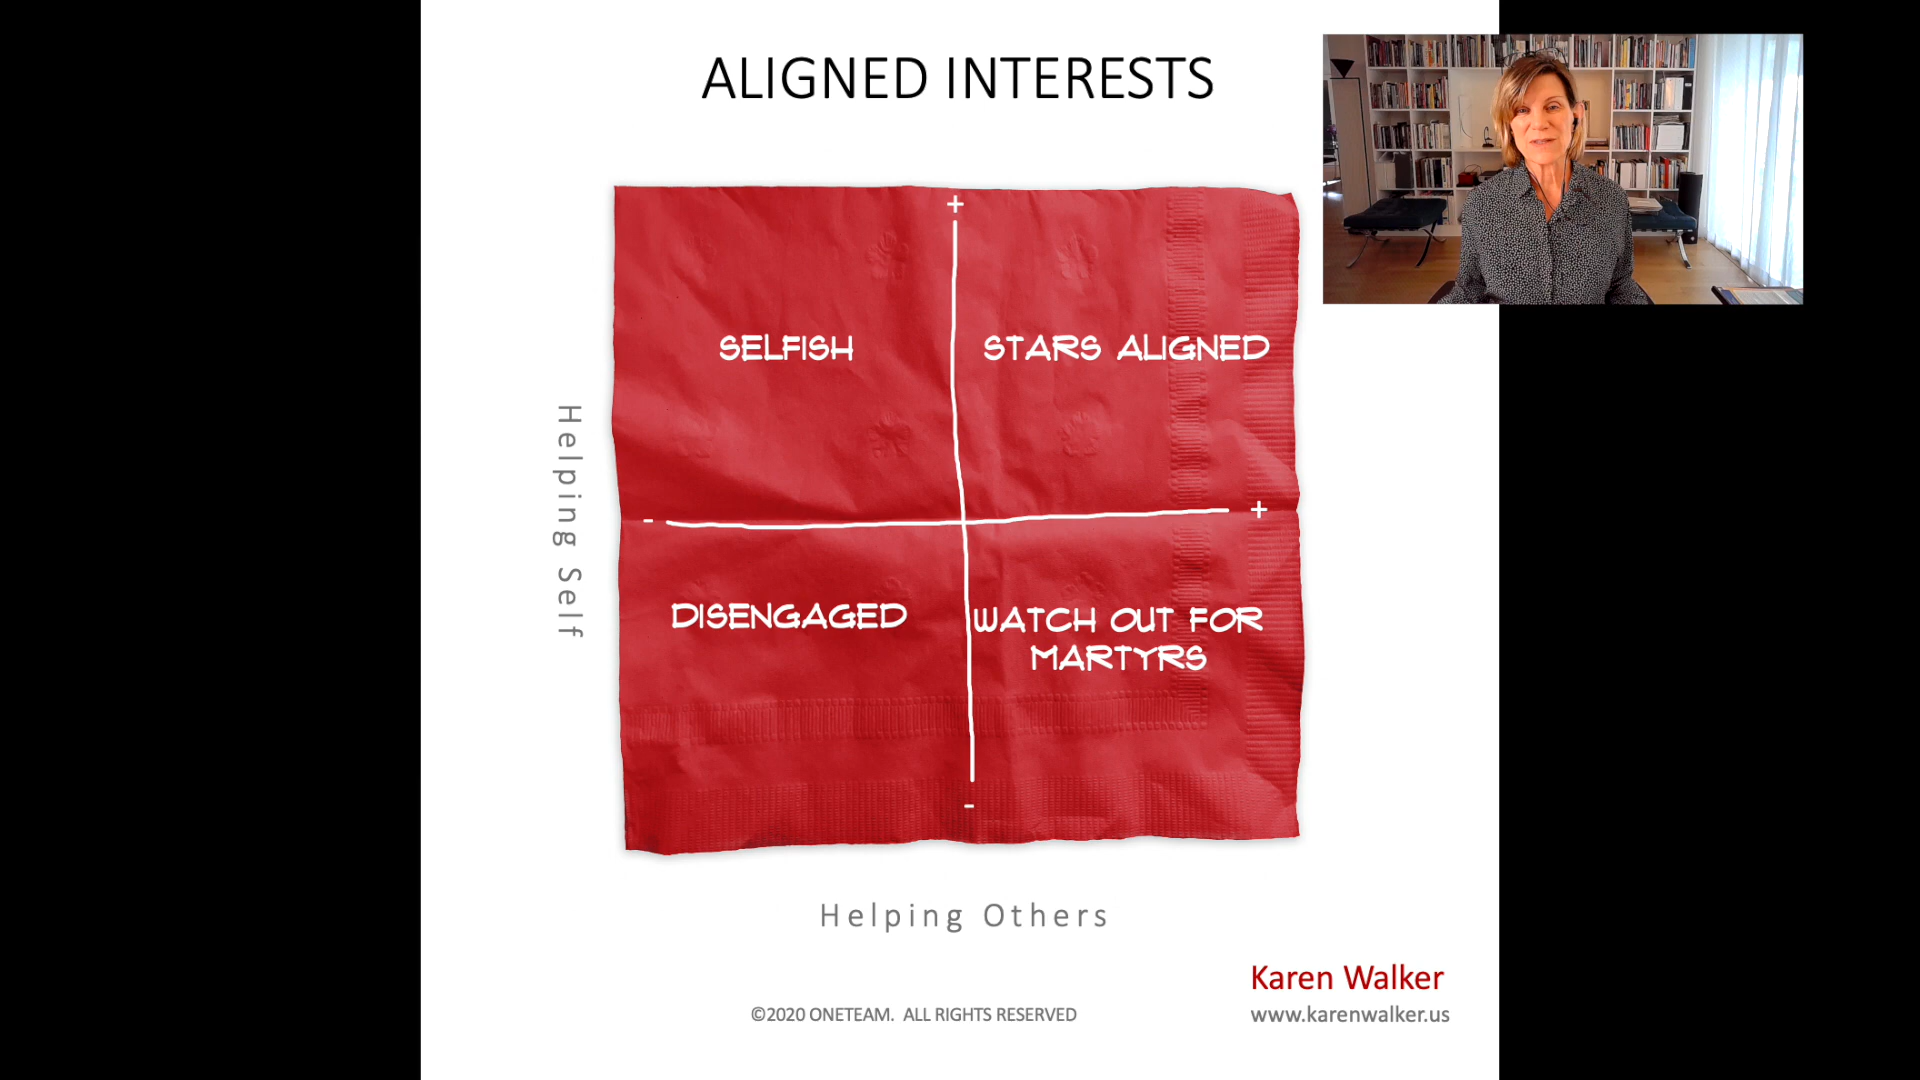 ALIGNED INTERESTS
+
SELFISH
STARS ALIGNED
Helping Self
-
+
DISENGAGED
WATCH OUT FOR
MARTYRS
-
Helping Others
Karen Walker
©2020 ONETEAM. ALL RIGHTS RESERVED
www.karenwalker.us